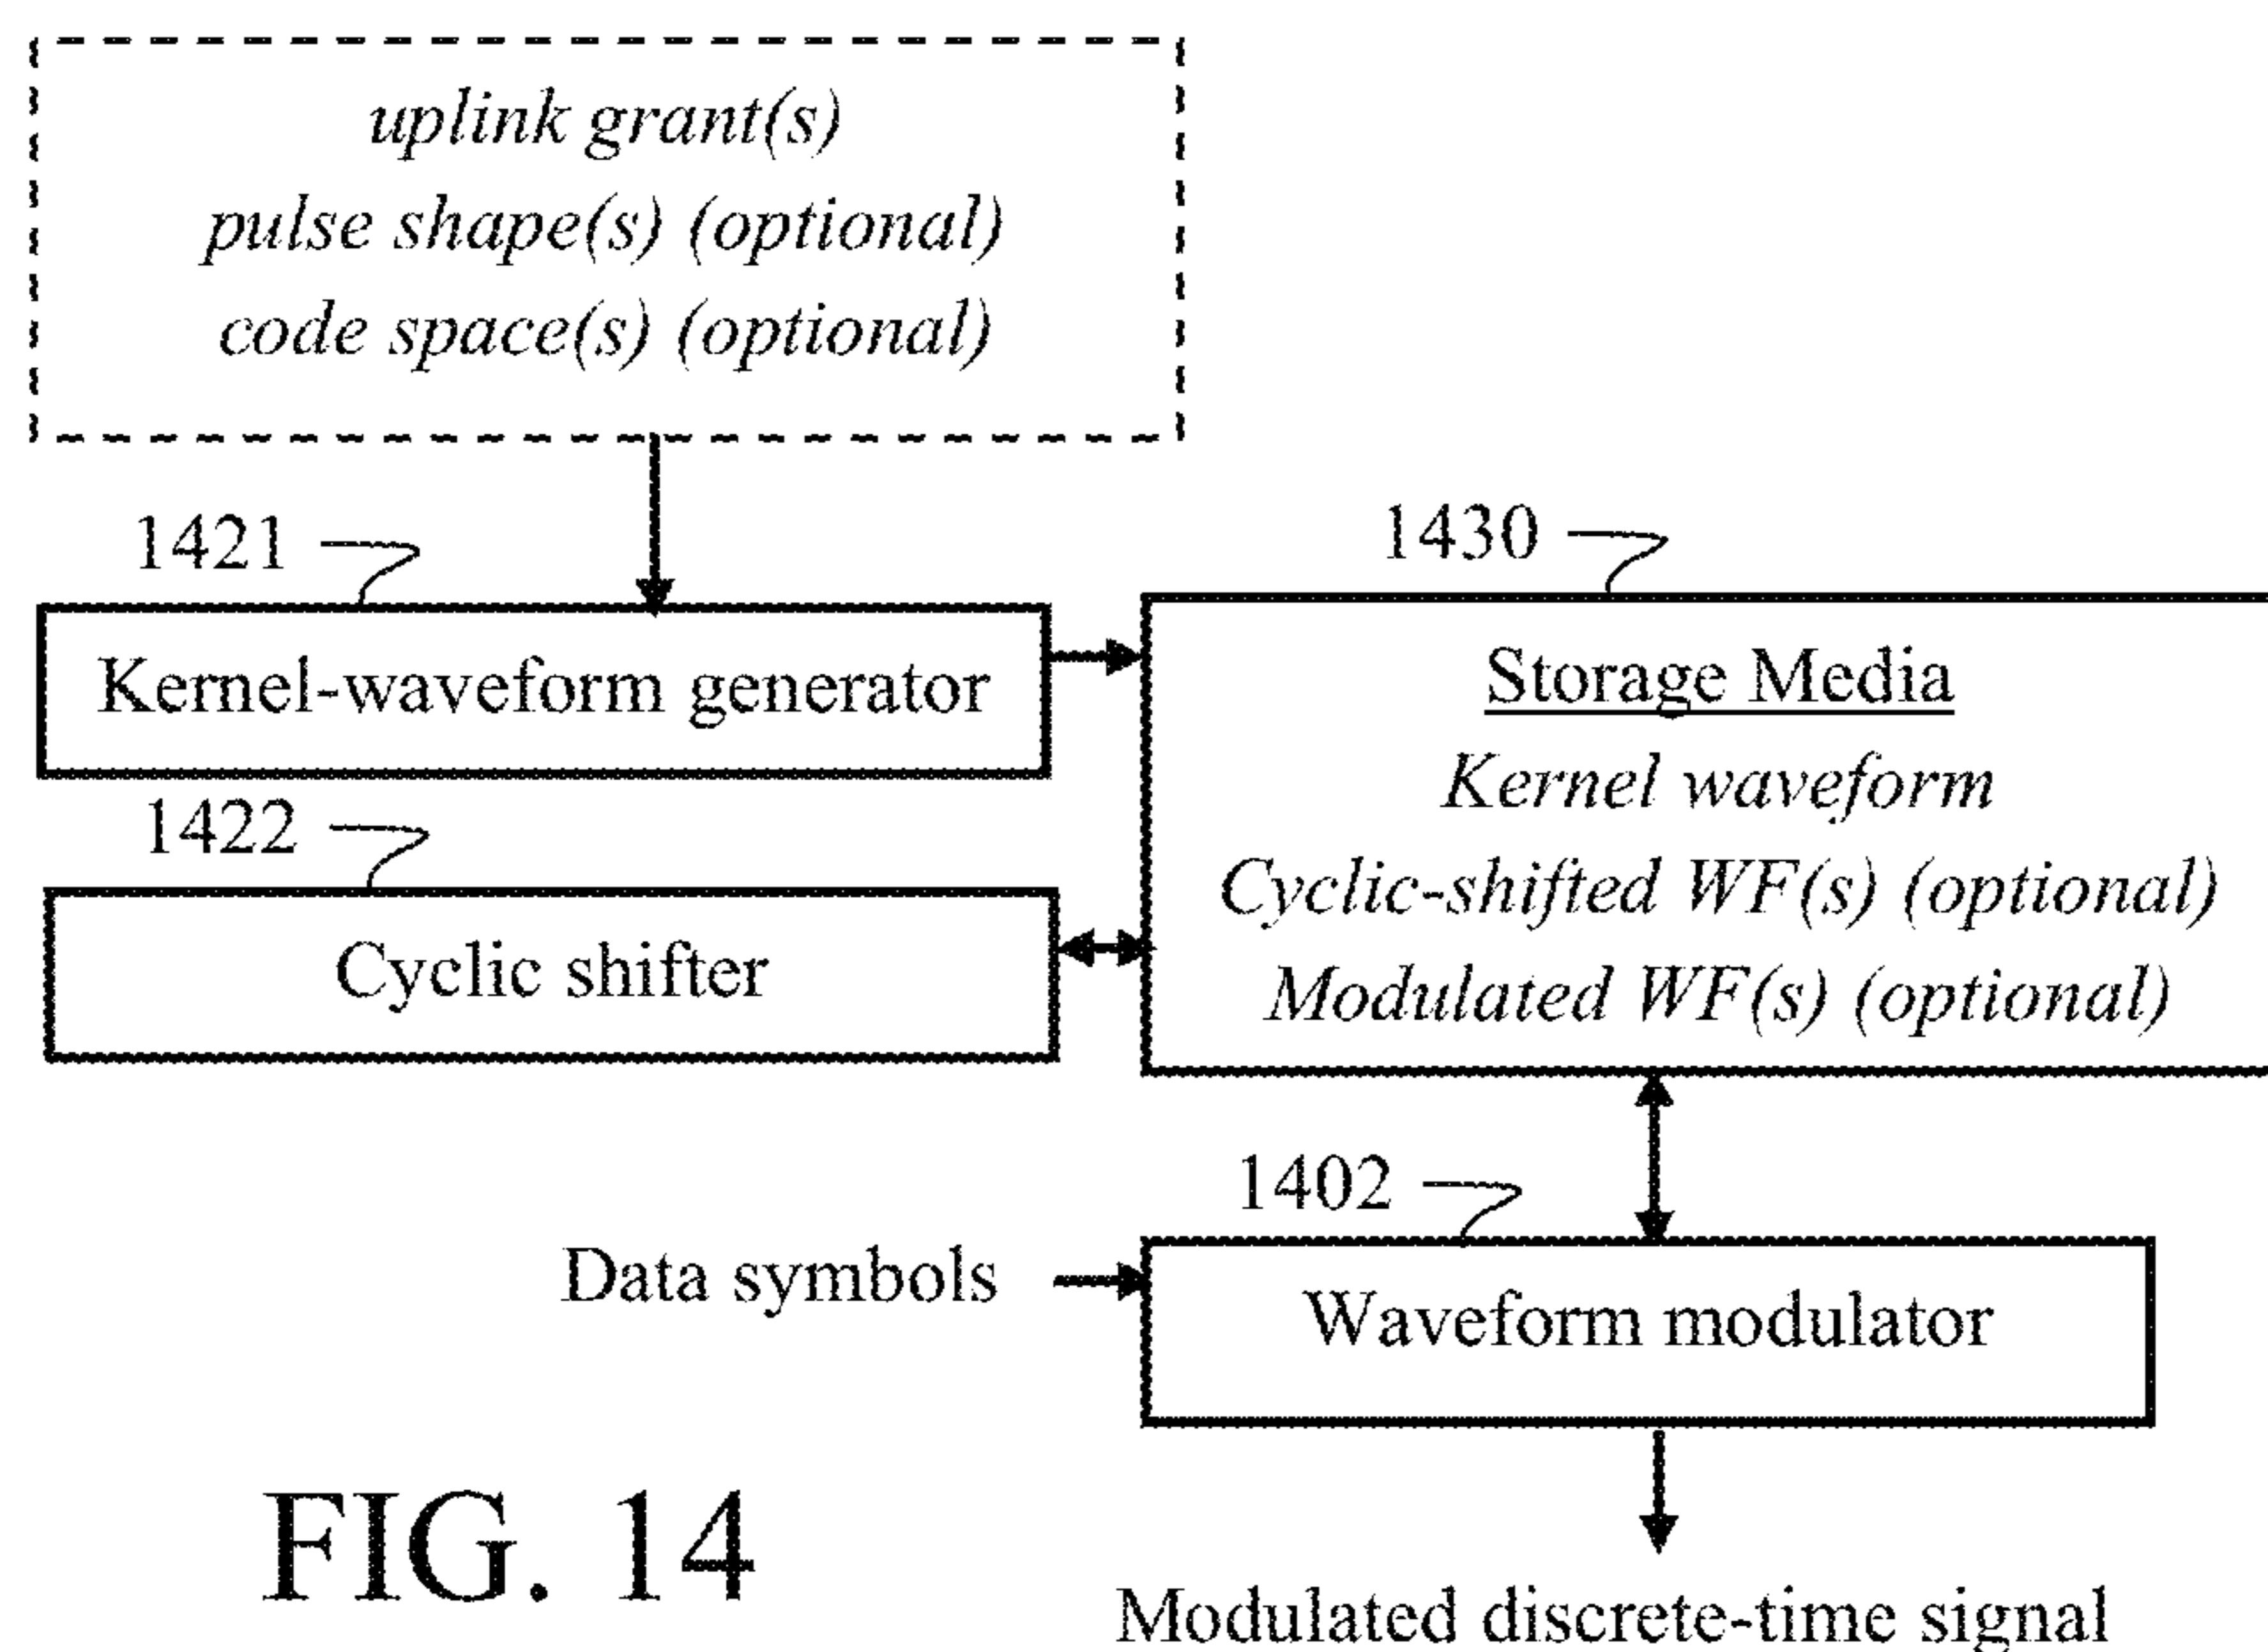 uplink grant(s)
pulse shape(s) (optional)
code space(s) (optional)
1421
1430
Kernel-waveform generator
Storage Media
Kernel waveform
1422
Cyclic-shifted WF(s) (optional)
Cyclic shifter
Modulated WF(s) (optional)
1402
Data symbols
Waveform modulator
FIG. 14
Modulated discrete-time signal